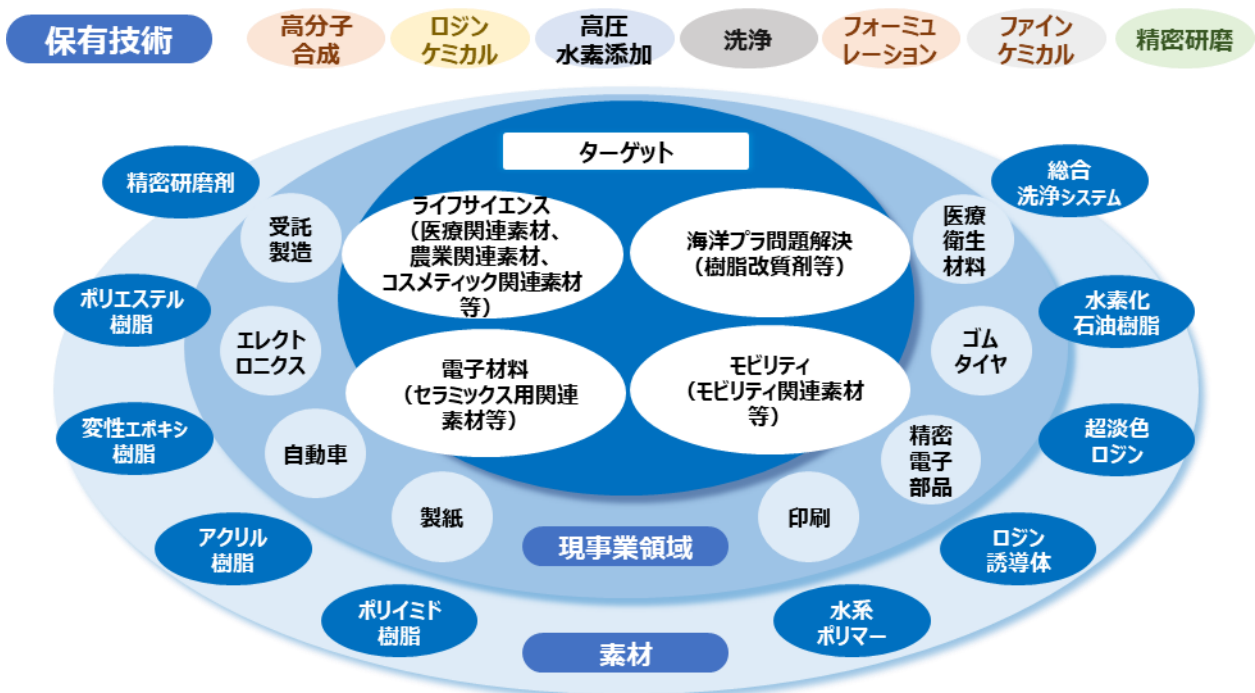 保有技術
高分子
合成
ロジン
ケミカル
高圧
水素添加
洗浄
フォーミュ
レーション
ファイン
ケミカル
精密研磨
ターゲット
ライフサイエンス
（医療関連素材、
農業関連素材、
コスメティック関連素材
等）
海洋プラ問題解決
（樹脂改質剤等）
電子材料
（セラミックス用関連
素材等）
モビリティ
（モビリティ関連素材
等）
受託
製造
エレクト
ロニクス
自動車
製紙
医療
衛生
材料
ゴム
タイヤ
精密
電子
部品
印刷
現事業領域
精密研磨剤
ポリエステル
樹脂
変性エポキシ
樹脂
アクリル
樹脂
ポリイミド
樹脂
総合
洗浄システム
水素化
石油樹脂
超淡色
ロジン
ロジン
誘導体
水系
ポリマー
素材